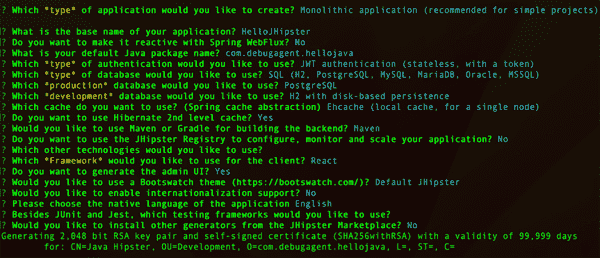 ? Which *type* of application would you like to create? Monolithic application (recommended for simple projects)
? What is the base name of your application? HelloJHipster
? Do you want to make it reactive with Spring WebFlux? No
? What is your default Java package name? com.debugagent.hellojava
? Which *type* of authentication would you like to use? JWT authentication (stateless, with a token)
? Which *type* of database would you like to use? SQL (H2, PostgreSQL, MySQL, MariaDB, Oracle, MSSQL)
? Which *production* database would you like to use? PostgreSQL
? Which *development* database would you like to use? H2 with disk-based persistence
? Which cache do you want to use? (Spring cache abstraction) Ehcache (local cache, for a single node)
? Do you want to use Hibernate 2nd level cache? Yes
? Would you like to use Maven or Gradle for building the backend? Maven
? Do you want to use the JHipster Registry to configure, monitor and scale your application? No
? Which other technologies would you like to use?
? Which *Framework* would you like to use for the client? React
? Do you want to generate the admin UI? Yes
? Would you like to use a Bootswatch theme (https://bootswatch.com/)? Default JHipster
? Would you like to enable internationalization support? No
? Please choose the native language of the application English
? Besides JUnit and Jest, which testing frameworks would you like to use?
? Would you like to install other generators from the JHipster Marketplace? No
Generating 2,048 bit RSA key pair and self-signed certificate (SHA256withRSA) with a validity of 99,999 days
for: CN=Java Hipster, OU=Development, O=com.debugagent.hellojava, L=, ST=, C=